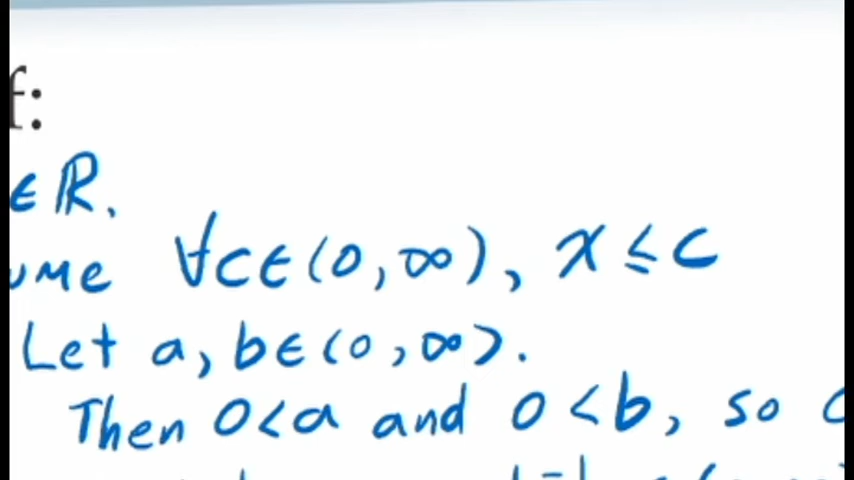 f:
∈ ℝ.
ume ∀c∈(0,∞), x ≤ c
Let a, b∈(0,∞).
Then 0<a and 0<b, so